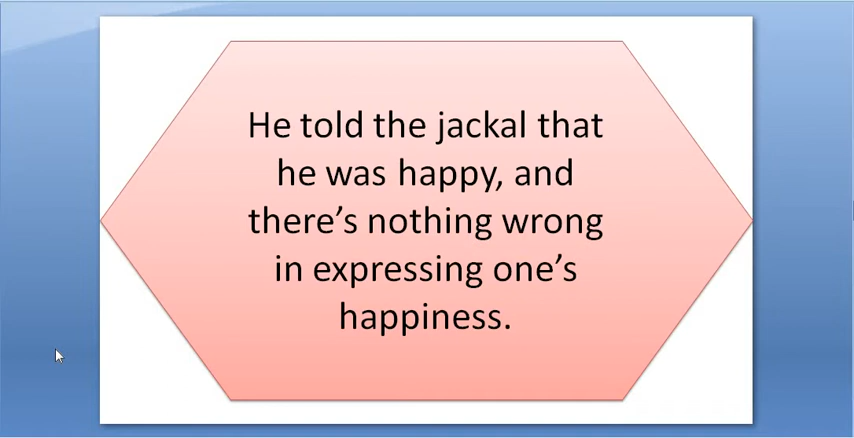 He told the jackal that
he was happy, and
there’s nothing wrong
in expressing one’s
happiness.